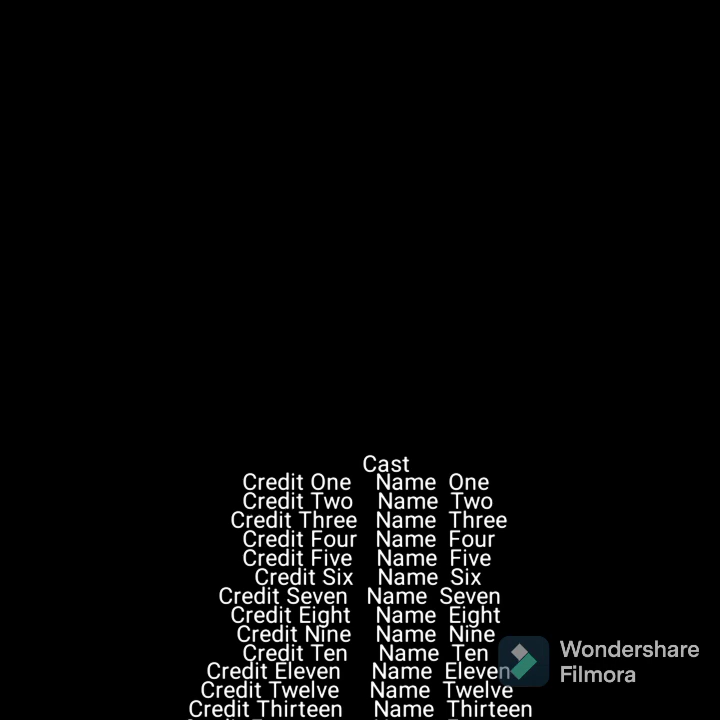 Cast
Credit One Name One
Credit Two Name Two
Credit Three Name Three
Credit Four Name Four
Credit Five Name Five
Credit Six Name Six
Credit Seven Name Seven
Credit Eight Name Eight
Credit Nine Name Nine
Credit Ten Name Ten
Credit Eleven Name Eleven
Credit Twelve Name Twelve
Credit Thirteen Name Thirteen
Wondershare
Filmora